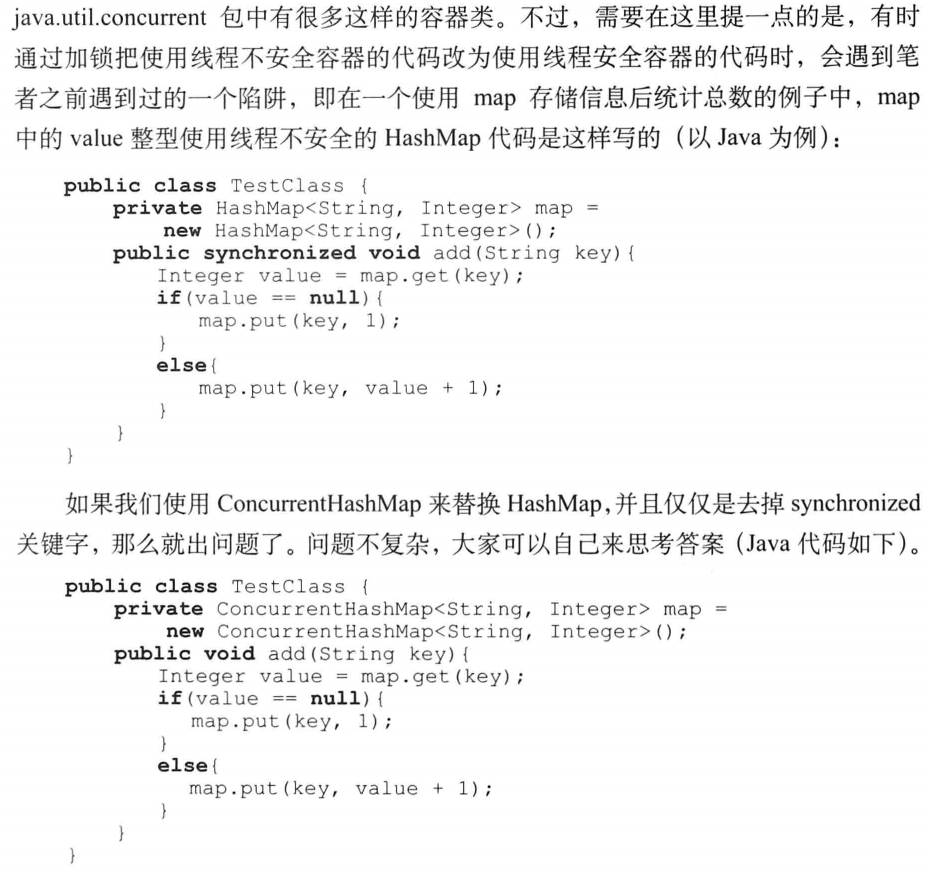 java.util.concurrent 包中有很多这样的容器类。不过，需要在这里提一点的是，有时
通过加锁把使用线程不安全容器的代码改为使用线程安全容器的代码时，会遇到笔
者之前遇到过的一个陷阱，即在一个使用 map 存储信息后统计总数的例子中，map
中的 value 整型使用线程不安全的 HashMap 代码是这样写的（以 Java 为例）：
public class TestClass {
    private HashMap<String, Integer> map =
        new HashMap<String, Integer>();
    public synchronized void add(String key){
        Integer value = map.get(key);
        if(value == null){
            map.put(key, 1);
        }
        else{
            map.put(key, value + 1);
        }
    }
}
如果我们使用 ConcurrentHashMap 来替换 HashMap，并且仅仅是去掉 synchronized
关键字，那么就出问题了。问题不复杂，大家可以自己来思考答案（Java 代码如下）。
public class TestClass {
    private ConcurrentHashMap<String, Integer> map =
        new ConcurrentHashMap<String, Integer>();
    public void add(String key){
        Integer value = map.get(key);
        if(value == null){
            map.put(key, 1);
        }
        else{
            map.put(key, value + 1);
        }
    }
}